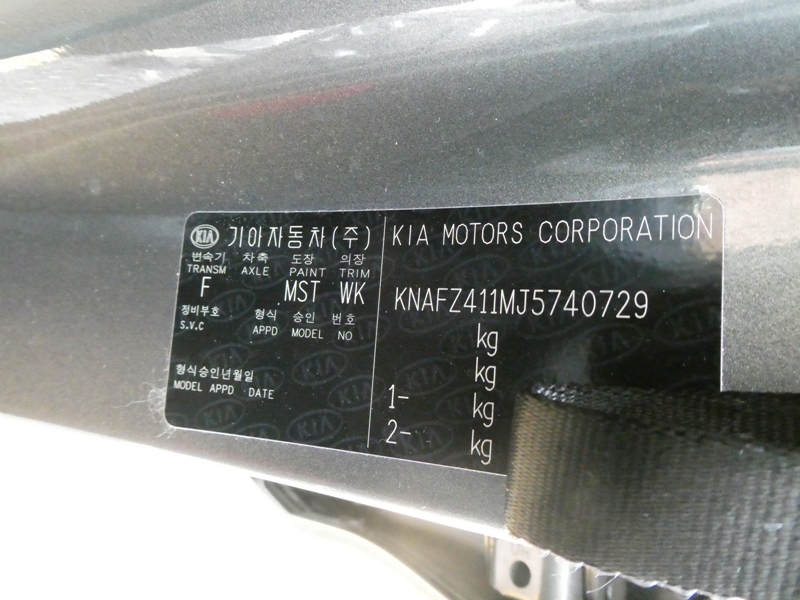 KIA 기아자동차(주)
변속기 차축 도장 의장
TRANSM AXLE PAINT TRIM
F MST WK
정비부호 형식 승인 번호
S.V.C APPD MODEL NO
형식승인년월일
MODEL APPD DATE
KIA MOTORS CORPORATION
KNAFZ411MJ5740729
kg
kg
1- kg
2- kg